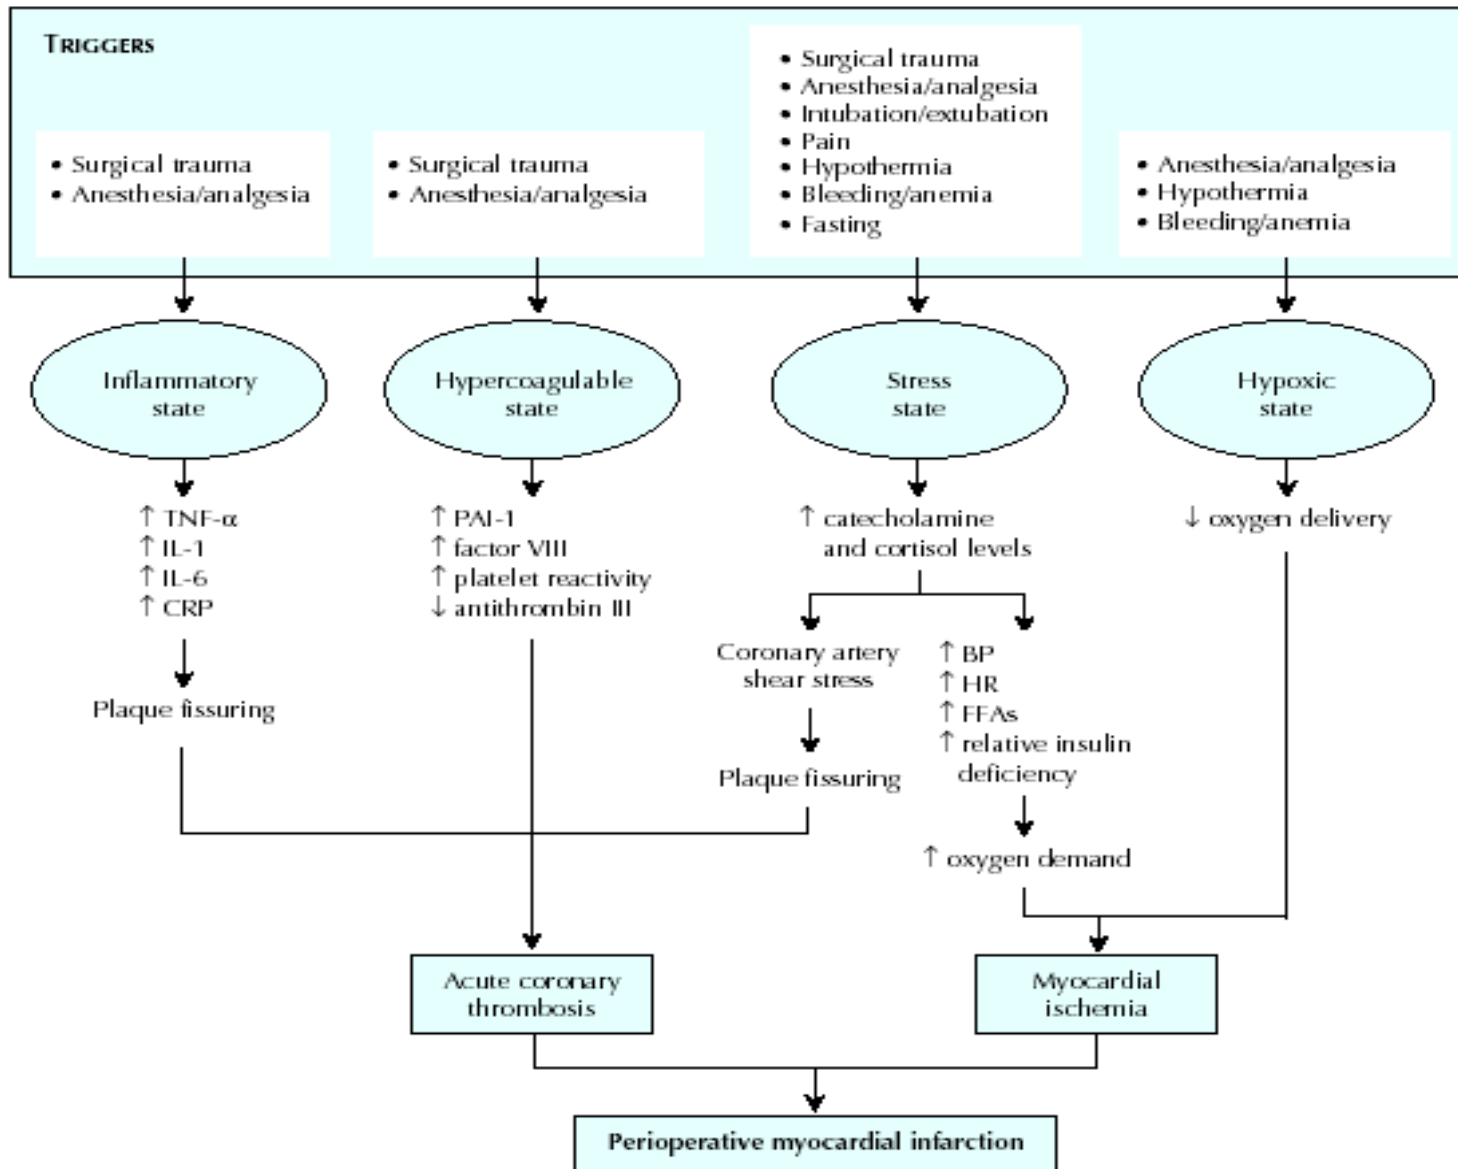 TRIGGERS
• Surgical trauma
• Anesthesia/analgesia
• Surgical trauma
• Anesthesia/analgesia
• Surgical trauma
• Anesthesia/analgesia
• Intubation/extubation
• Pain
• Hypothermia
• Bleeding/anemia
• Fasting
• Anesthesia/analgesia
• Hypothermia
• Bleeding/anemia
Inflammatory
state
Hypercoagulable
state
Stress
state
Hypoxic
state
↑ TNF-α
↑ IL-1
↑ IL-6
↑ CRP
Plaque fissuring
↑ PAI-1
↑ factor VIII
↑ platelet reactivity
↓ antithrombin III
↑ catecholamine
and cortisol levels
Coronary artery
shear stress
Plaque fissuring
↑ BP
↑ HR
↑ FFAs
↑ relative insulin
deficiency
↑ oxygen demand
↓ oxygen delivery
Acute coronary
thrombosis
Myocardial
ischemia
Perioperative myocardial infarction